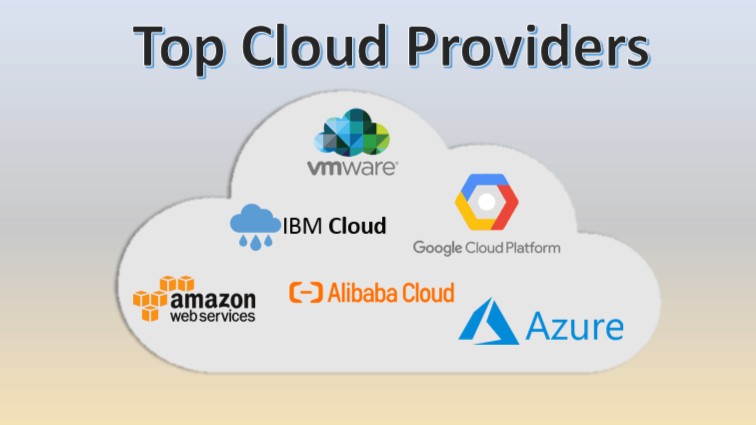 Top Cloud Providers
vmware®
IBM Cloud
Google Cloud Platform
amazon
webservices
Alibaba Cloud
Azure